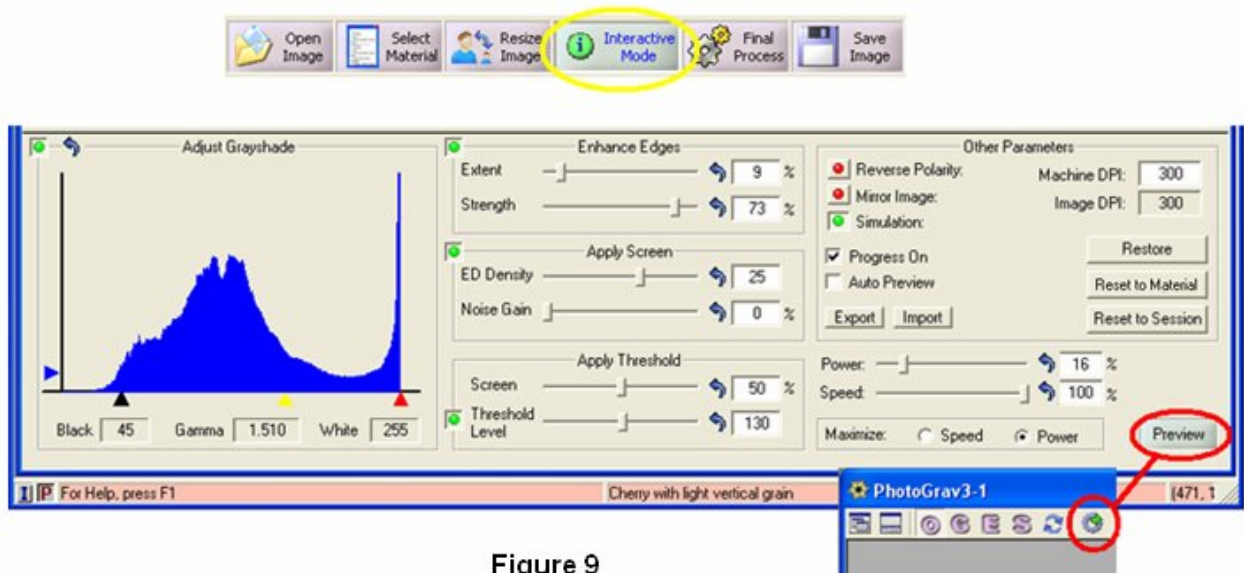 Open Image
Select Material
Resize Image
Interactive Mode
Final Process
Save Image
Adjust Grayshade
Black 45 Gamma 1.510 White 255
Enhance Edges
Extent 9 %
Strength 73 %
Apply Screen
ED Density 25
Noise Gain 0 %
Apply Threshold
Screen 50 %
Threshold Level 130
Other Parameters
Reverse Polarity: Machine DPI: 300
Mirror Image: Image DPI: 300
Simulation:
Progress On Restore
Auto Preview Reset to Material
Export Import Reset to Session
Power: 16 %
Speed: 100 %
Maximize: Speed Power Preview
I P For Help, press F1 Cherry with light vertical grain [471, 1
PhotoGrav3-1
O G E S
Figure 9